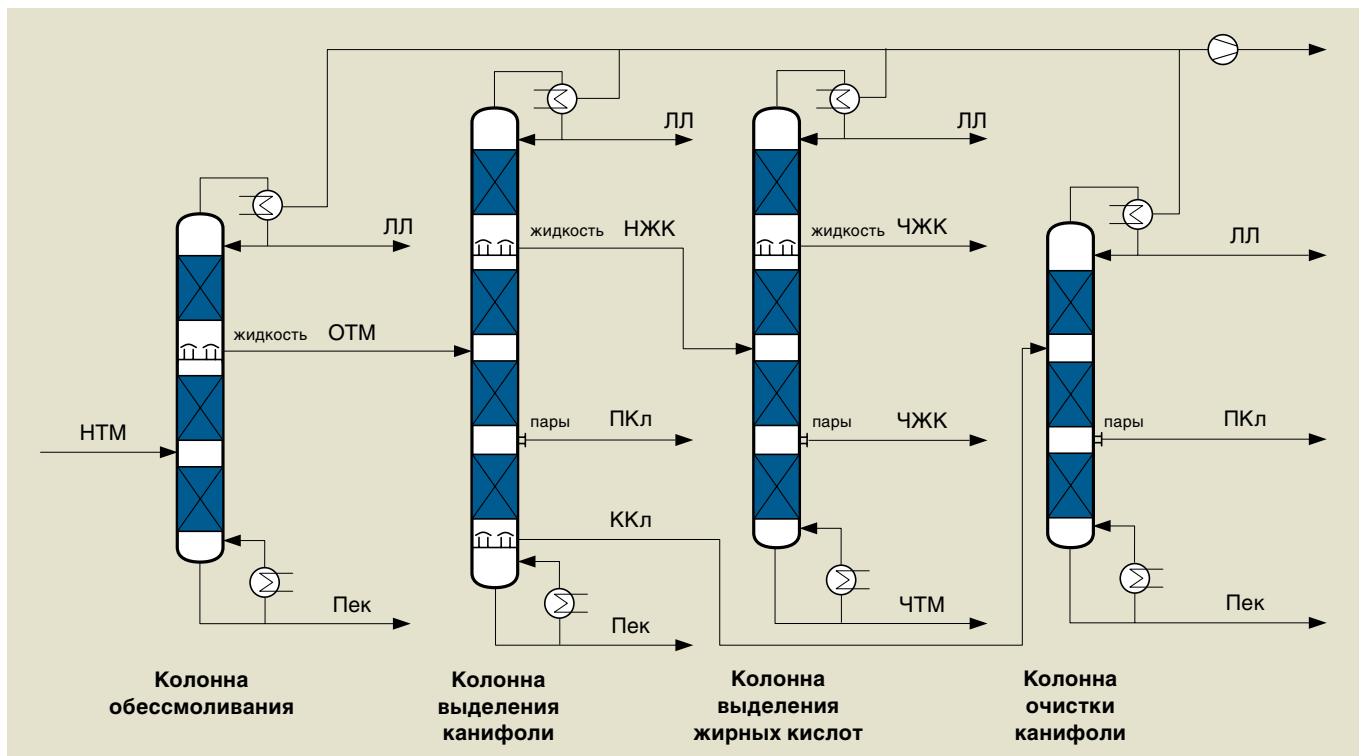 ЛЛ
ЛЛ
жидкость НЖК
жидкость ЧЖК
ЛЛ
ЛЛ
жидкость ОТМ
НТМ
пары ПКл
пары ЧЖК
пары ПКл
ККл
Пек
Пек
ЧТМ
Пек
Колонна
обессмоливания
Колонна
выделения
канифоли
Колонна
выделения
жирных кислот
Колонна
очистки
канифоли